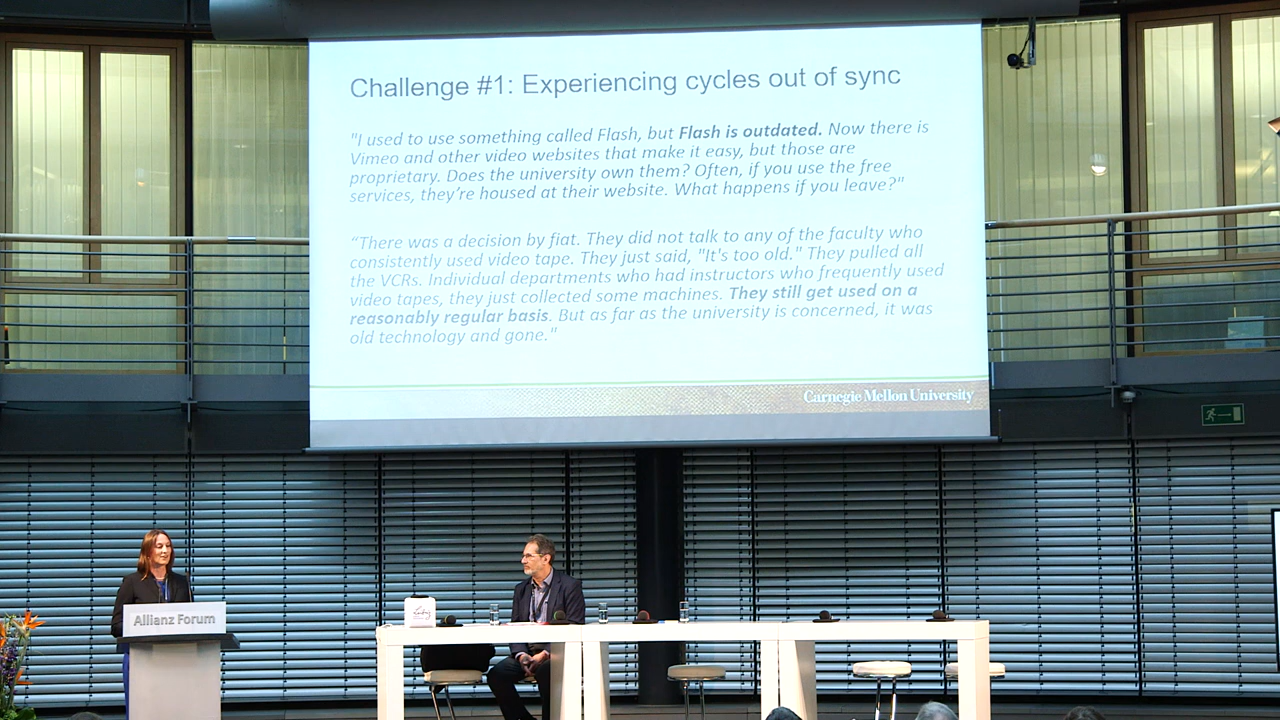 Challenge #1: Experiencing cycles out of sync
"I used to use something called Flash, but Flash is outdated. Now there is
Vimeo and other video websites that make it easy, but those are
proprietary. Does the university own them? Often, if you use the free
services, they’re housed at their website. What happens if you leave?"
“There was a decision by fiat. They did not talk to any of the faculty who
consistently used video tape. They just said, "It's too old." They pulled all
the VCRs. Individual departments who had instructors who frequently used
video tapes, they just collected some machines. They still get used on a
reasonably regular basis. But as far as the university is concerned, it was
old technology and gone."
Carnegie Mellon University
Allianz Forum